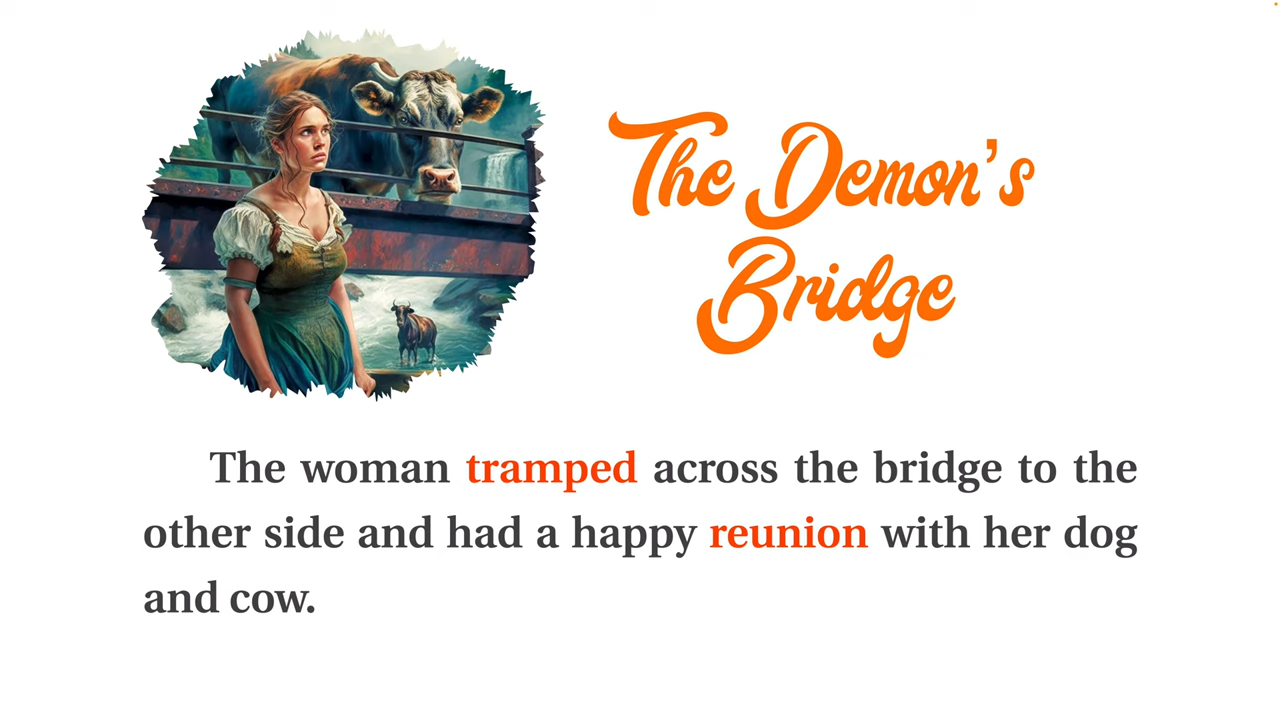 The Demon's
Bridge
The woman tramped across the bridge to the
other side and had a happy reunion with her dog
and cow.